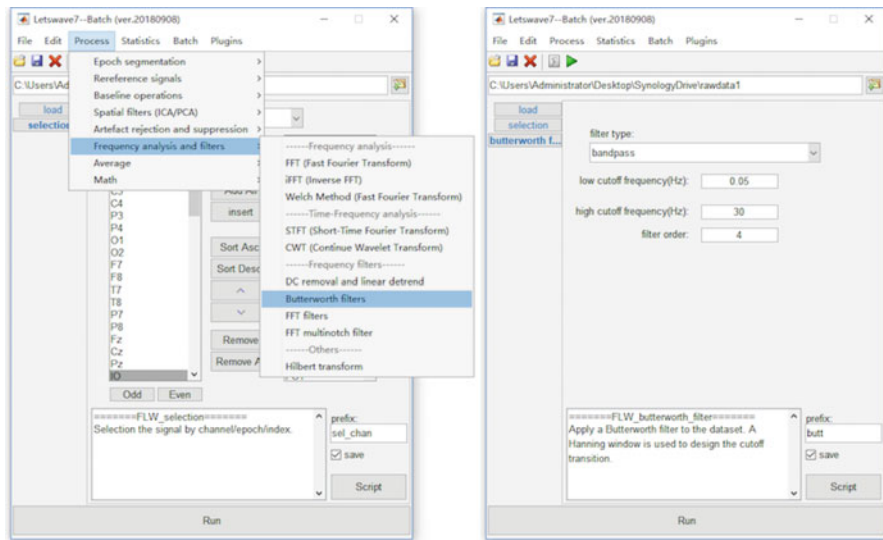 Letswave7--Batch (ver.20180908)
File Edit Process Statistics Batch Plugins
C:\Users\Ad
load
selection
Epoch segmentation
Rereference signals
Baseline operations
Spatial filters (ICA/PCA)
Artefact rejection and suppression
Frequency analysis and filters
Average
Math
------Frequency analysis------
FFT (Fast Fourier Transform)
iFFT (Inverse FFT)
Welch Method (Fast Fourier Transform)
------Time-Frequency analysis------
STFT (Short-Time Fourier Transform)
CWT (Continue Wavelet Transform)
------Frequency filters------
DC removal and linear detrend
Butterworth filters
FFT filters
FFT multinotch filter
------Others------
Hilbert transform
C3
C4
P3
P4
O1
O2
F7
F8
T7
T8
P7
P8
Fz
Cz
Pz
IO
Add All
insert
Sort Asc
Sort Desc
Remove
Remove A
Odd Even
=======FLW_selection=======
Selection the signal by channel/epoch/index.
prefix:
sel_chan
save
Script
Run
Letswave7--Batch (ver.20180908)
File Edit Process Statistics Batch Plugins
C:\Users\Administrator\Desktop\SynologyDrive\rawdata1
load
selection
butterworth f...
filter type:
bandpass
low cutoff frequency(Hz): 0.05
high cutoff frequency(Hz): 30
filter order: 4
=======FLW_butterworth_filter=======
Apply a Butterworth filter to the dataset. A
Hanning window is used to design the cutoff
transition.
prefix:
butt
save
Script
Run